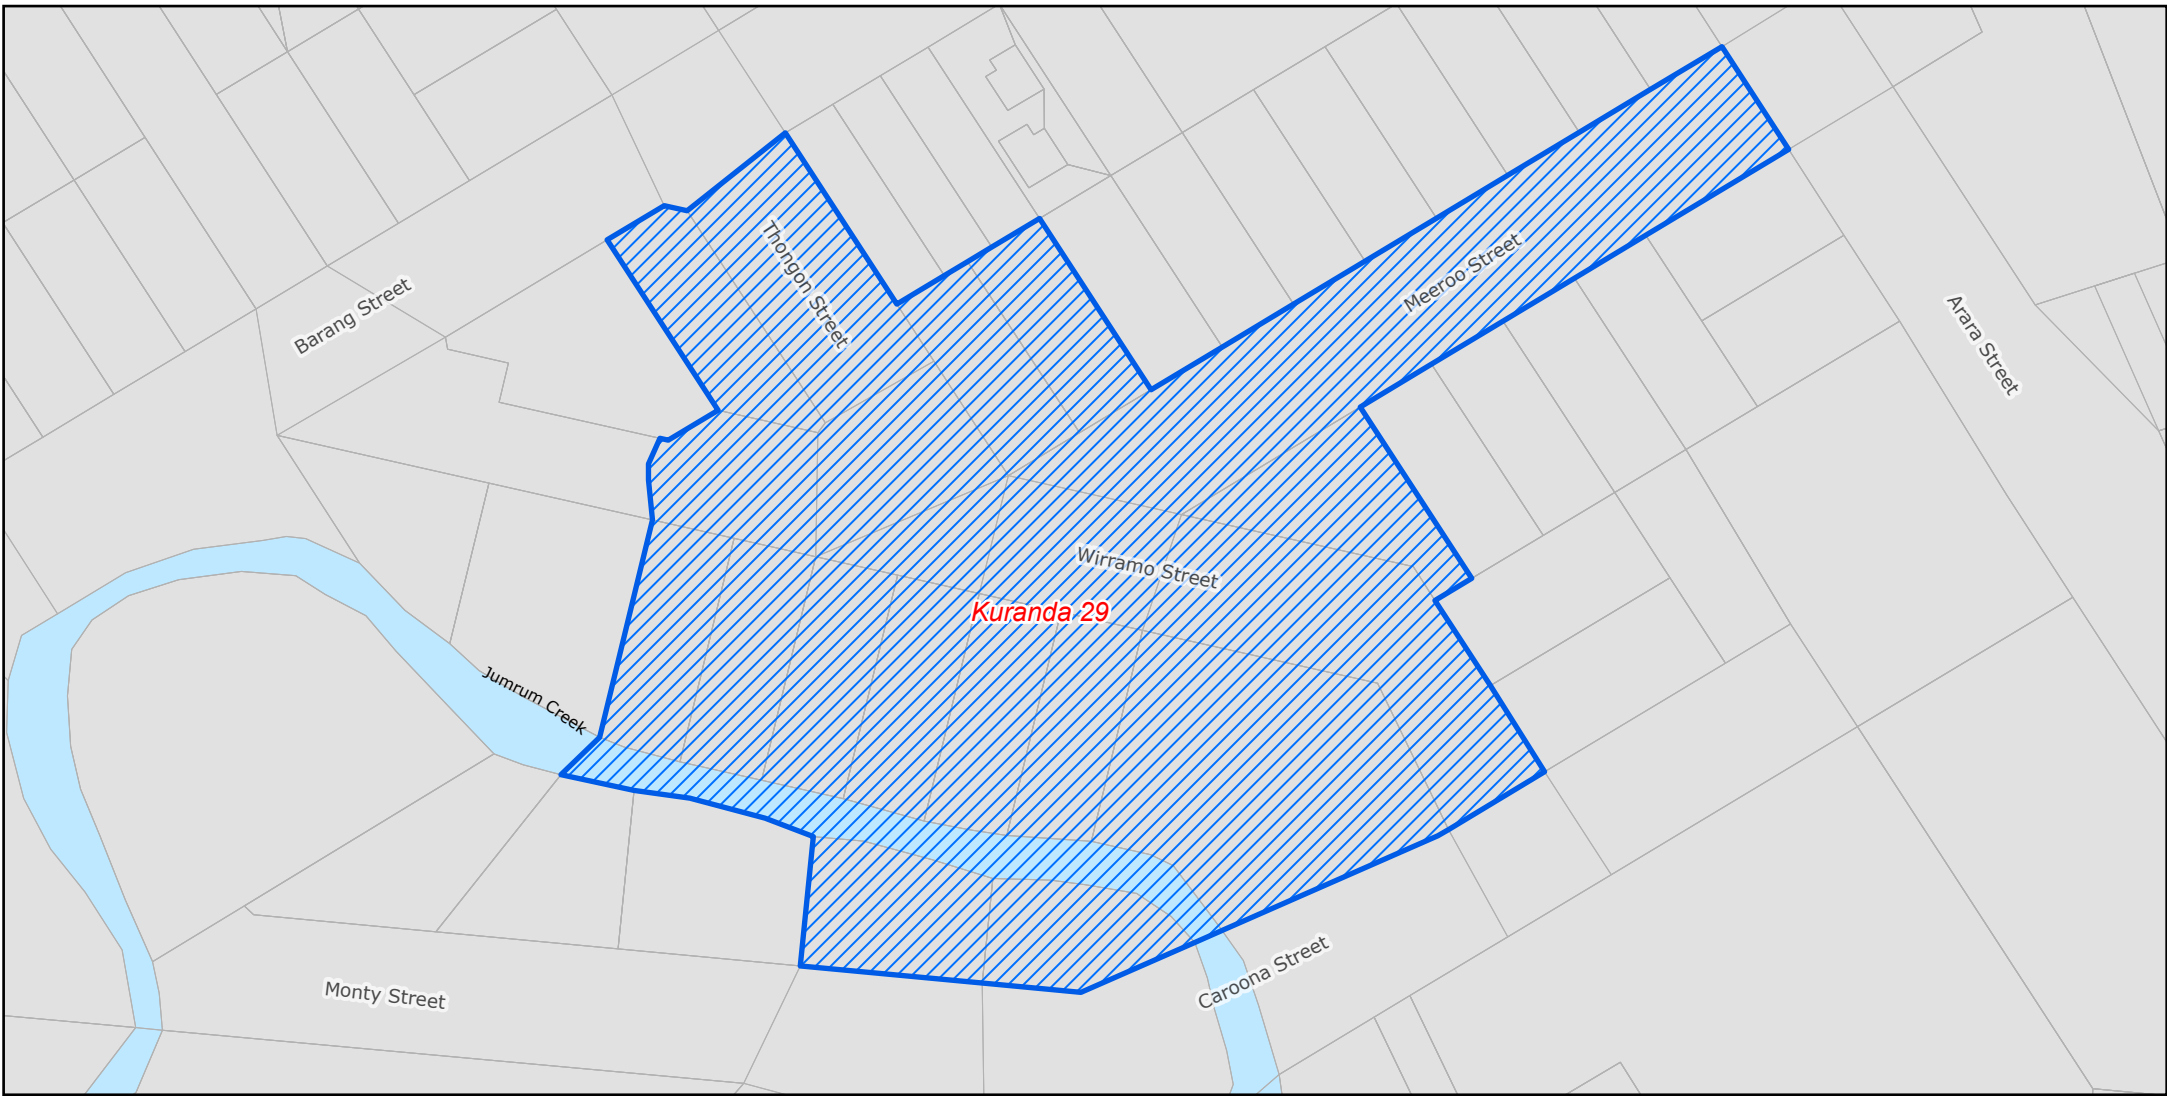 Thongon Street
Meeroo Street
Barang Street
Arara Street
Wirramo Street
Kuranda 29
Jumrum Creek
Caroona Street
Monty Street